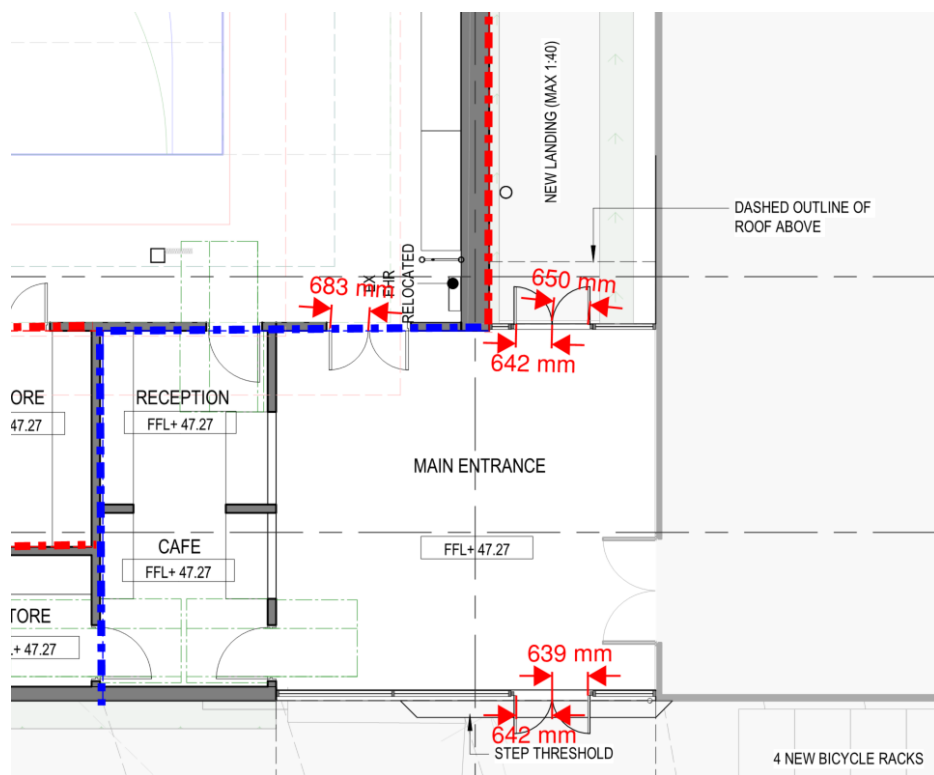 NEW LANDING (MAX 1:40)
DASHED OUTLINE OF
ROOF ABOVE
EX
EHR
RELOCATED
683 mm
650 mm
642 mm
ORE
47.27
RECEPTION
FFL+ 47.27
MAIN ENTRANCE
FFL+ 47.27
CAFE
FFL+ 47.27
TORE
L+ 47.27
639 mm
642 mm
STEP THRESHOLD
4 NEW BICYCLE RACKS